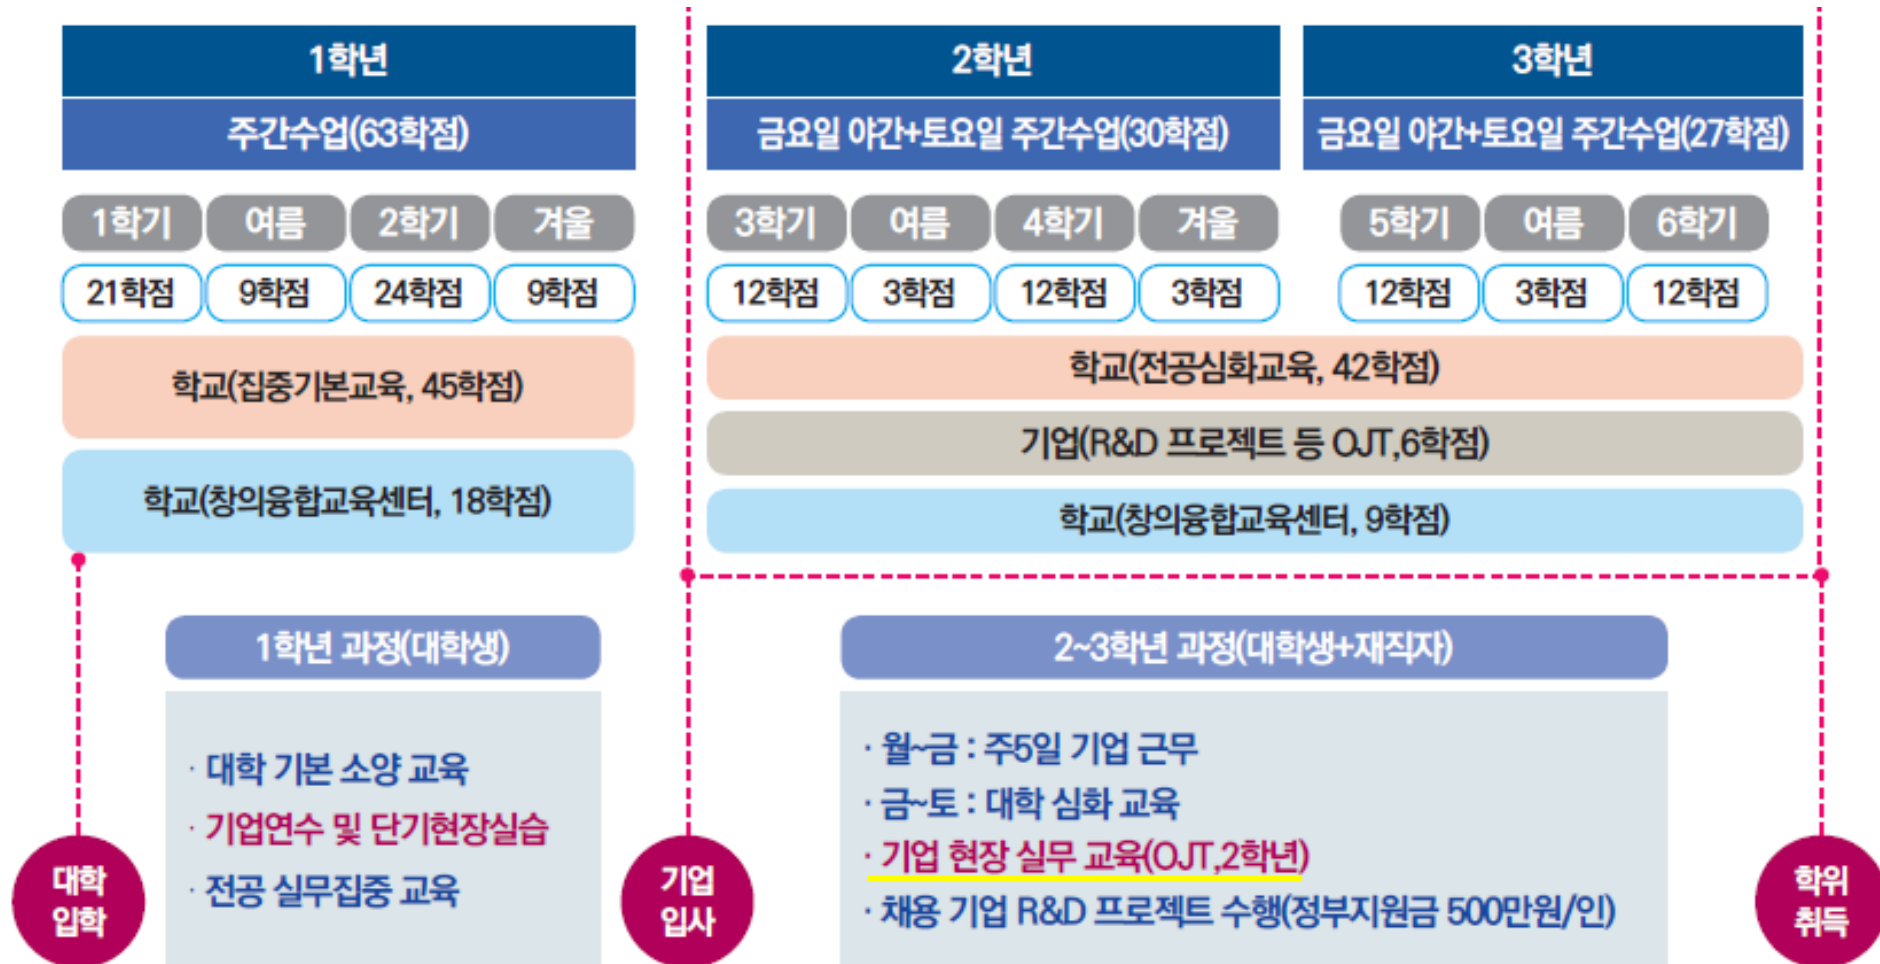 1학년
주간수업(63학점)
1학기 여름 2학기 겨울
21학점 9학점 24학점 9학점
학교(집중기본교육, 45학점)
학교(창의융합교육센터, 18학점)
2학년 3학년
금요일 야간+토요일 주간수업(30학점) 금요일 야간+토요일 주간수업(27학점)
3학기 여름 4학기 겨울 5학기 여름 6학기
12학점 3학점 12학점 3학점 12학점 3학점 12학점
학교(전공심화교육, 42학점)
기업(R&D 프로젝트 등 OJT,6학점)
학교(창의융합교육센터, 9학점)
대학
입학
1학년 과정(대학생)
· 대학 기본 소양 교육
· 기업연수 및 단기현장실습
· 전공 실무집중 교육
기업
입사
2~3학년 과정(대학생+재직자)
· 월~금 : 주5일 기업 근무
· 금~토 : 대학 심화 교육
· 기업 현장 실무 교육(OJT,2학년)
· 채용 기업 R&D 프로젝트 수행(정부지원금 500만원/인)
학위
취득